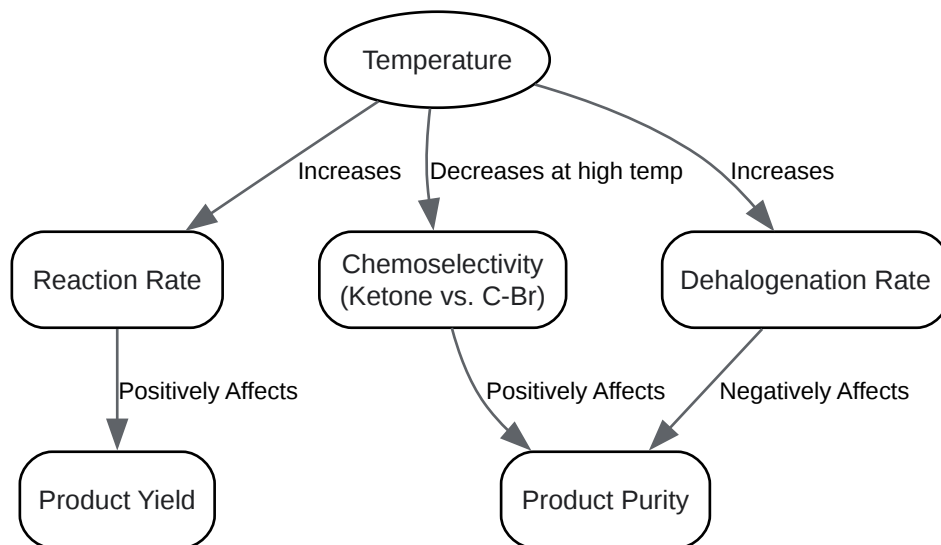 Temperature
Increases
Decreases at high temp
Increases
Reaction Rate
Chemoselectivity
(Ketone vs. C-Br)
Dehalogenation Rate
Positively Affects
Positively Affects
Negatively Affects
Product Yield
Product Purity